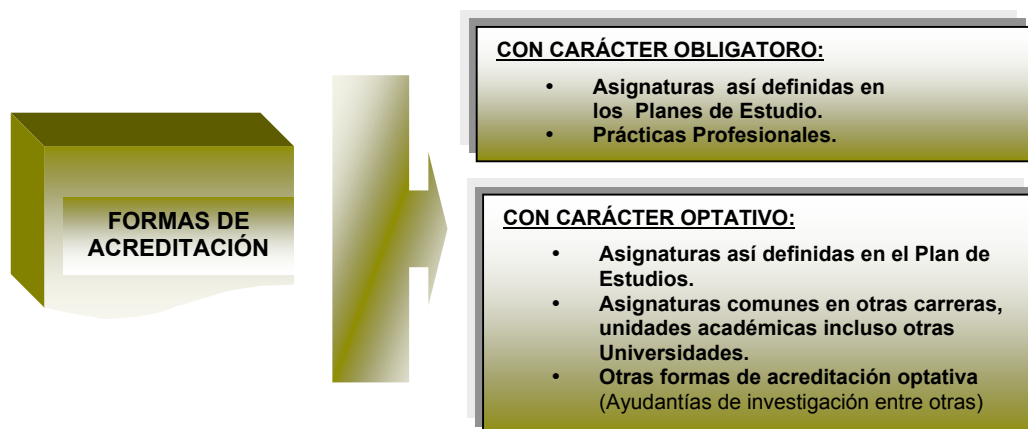 FORMAS DE
ACREDITACIÓN
CON CARÁCTER OBLIGATORO:
• Asignaturas así definidas en
los Planes de Estudio.
• Prácticas Profesionales.
CON CARÁCTER OPTATIVO:
• Asignaturas así definidas en el Plan de
Estudios.
• Asignaturas comunes en otras carreras,
unidades académicas incluso otras
Universidades.
• Otras formas de acreditación optativa
(Ayudantías de investigación entre otras)